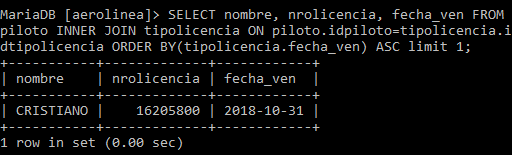 MariaDB [aerolinea]> SELECT nombre, nrolicencia, fecha_ven FROM
piloto INNER JOIN tipolicencia ON piloto.idpiloto=tipolicencia.i
dtipolicencia ORDER BY(tipolicencia.fecha_ven) ASC limit 1;
+-----------+-------------+------------+
| nombre    | nrolicencia | fecha_ven  |
+-----------+-------------+------------+
| CRISTIANO |    16205800 | 2018-10-31 |
+-----------+-------------+------------+
1 row in set (0.00 sec)